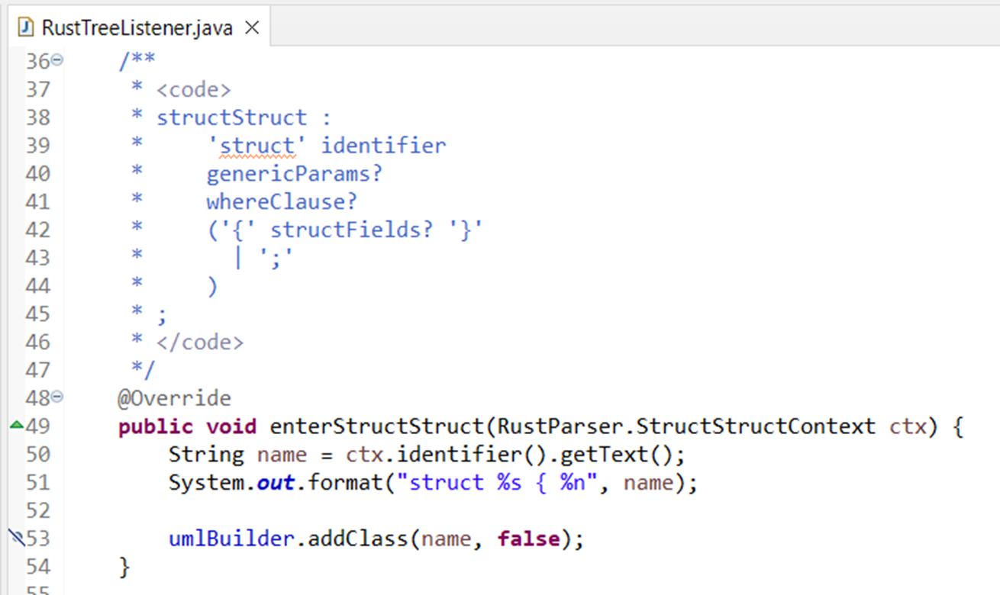 RustTreeListener.java
36 /**
37  * <code>
38  * structStruct :
39  *     'struct' identifier
40  *     genericParams?
41  *     whereClause?
42  *     ('{' structFields? '}'
43  *       | ';'
44  *     )
45  * ;
46  * </code>
47  */
48 @Override
49 public void enterStructStruct(RustParser.StructStructContext ctx) {
50     String name = ctx.identifier().getText();
51     System.out.format("struct %s { %n", name);
52
53     umlBuilder.addClass(name, false);
54 }
55